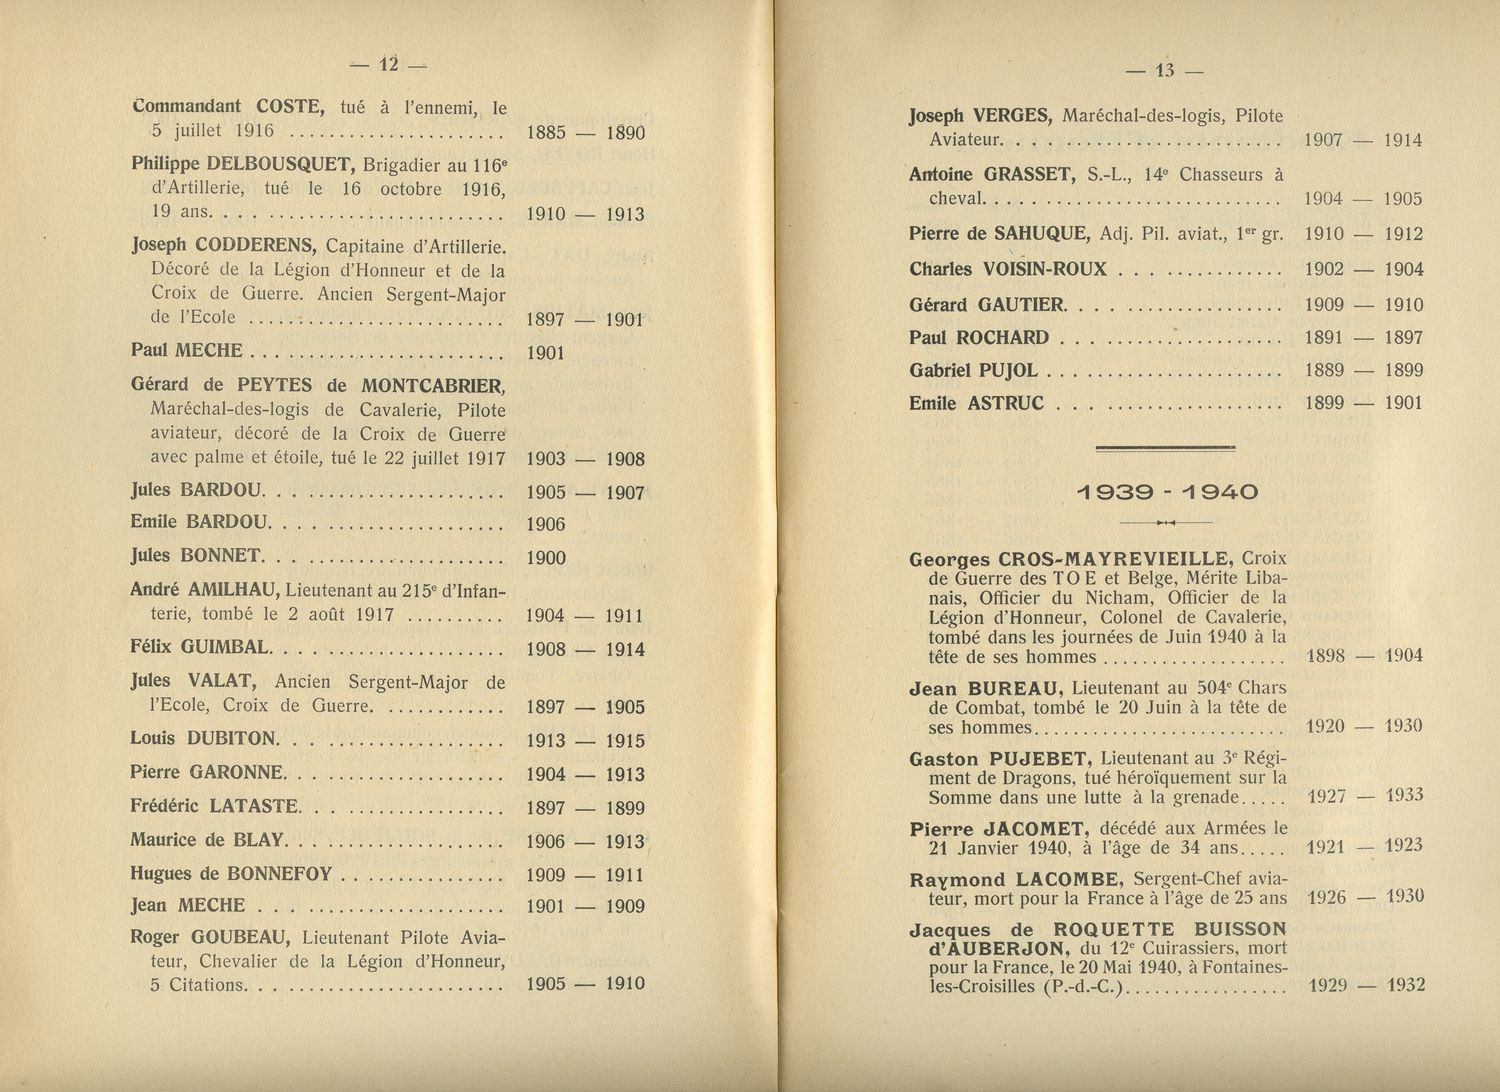 — 12 —
Commandant COSTE, tué à l'ennemi, le
5 juillet 1916 ...................... 1885 — 1890
Philippe DELBOUSQUET, Brigadier au 116e
d'Artillerie, tué le 16 octobre 1916,
19 ans. ............................ 1910 — 1913
Joseph CODDERENS, Capitaine d'Artillerie.
Décoré de la Légion d'Honneur et de la
Croix de Guerre. Ancien Sergent-Major
de l'Ecole .......................... 1897 — 1901
Paul MECHE .......................... 1901
Gérard de PEYTES de MONTCABRIER,
Maréchal-des-logis de Cavalerie, Pilote
aviateur, décoré de la Croix de Guerre
avec palme et étoile, tué le 22 juillet 1917 1903 — 1908
Jules BARDOU. ........................ 1905 — 1907
Emile BARDOU. ........................ 1906
Jules BONNET. ........................ 1900
André AMILHAU, Lieutenant au 215e d'Infan-
terie, tombé le 2 août 1917 .......... 1904 — 1911
Félix GUIMBAL. ....................... 1908 — 1914
Jules VALAT, Ancien Sergent-Major de
l'Ecole, Croix de Guerre. ............ 1897 — 1905
Louis DUBITON. ....................... 1913 — 1915
Pierre GARONNE. ...................... 1904 — 1913
Frédéric LATASTE. .................... 1897 — 1899
Maurice de BLAY. ..................... 1906 — 1913
Hugues de BONNEFOY ................ 1909 — 1911
Jean MECHE ......................... 1901 — 1909
Roger GOUBEAU, Lieutenant Pilote Avia-
teur, Chevalier de la Légion d'Honneur,
5 Citations. ......................... 1905 — 1910
— 13 —
Joseph VERGES, Maréchal-des-logis, Pilote
Aviateur. ........................... 1907 — 1914
Antoine GRASSET, S.-L., 14e Chasseurs à
cheval. ............................. 1904 — 1905
Pierre de SAHUQUE, Adj. Pil. aviat., 1er gr. 1910 — 1912
Charles VOISIN-ROUX ................ 1902 — 1904
Gérard GAUTIER. ..................... 1909 — 1910
Paul ROCHARD ...................... 1891 — 1897
Gabriel PUJOL ........................ 1889 — 1899
Emile ASTRUC ...................... 1899 — 1901
1939 - 1940
Georges CROS-MAYREVIEILLE, Croix
de Guerre des T O E et Belge, Mérite Liba-
nais, Officier du Nicham, Officier de la
Légion d'Honneur, Colonel de Cavalerie,
tombé dans les journées de Juin 1940 à la
tête de ses hommes ................... 1898 — 1904
Jean BUREAU, Lieutenant au 504e Chars
de Combat, tombé le 20 Juin à la tête de
ses hommes.......................... 1920 — 1930
Gaston PUJEBET, Lieutenant au 3e Régi-
ment de Dragons, tué héroïquement sur la
Somme dans une lutte à la grenade..... 1927 — 1933
Pierre JACOMET, décédé aux Armées le
21 Janvier 1940, à l'âge de 34 ans..... 1921 — 1923
Raymond LACOMBE, Sergent-Chef avia-
teur, mort pour la France à l'âge de 25 ans 1926 — 1930
Jacques de ROQUETTE BUISSON
d'AUBERJON, du 12e Cuirassiers, mort
pour la France, le 20 Mai 1940, à Fontaines-
les-Croisilles (P.-d.-C.)................. 1929 — 1932